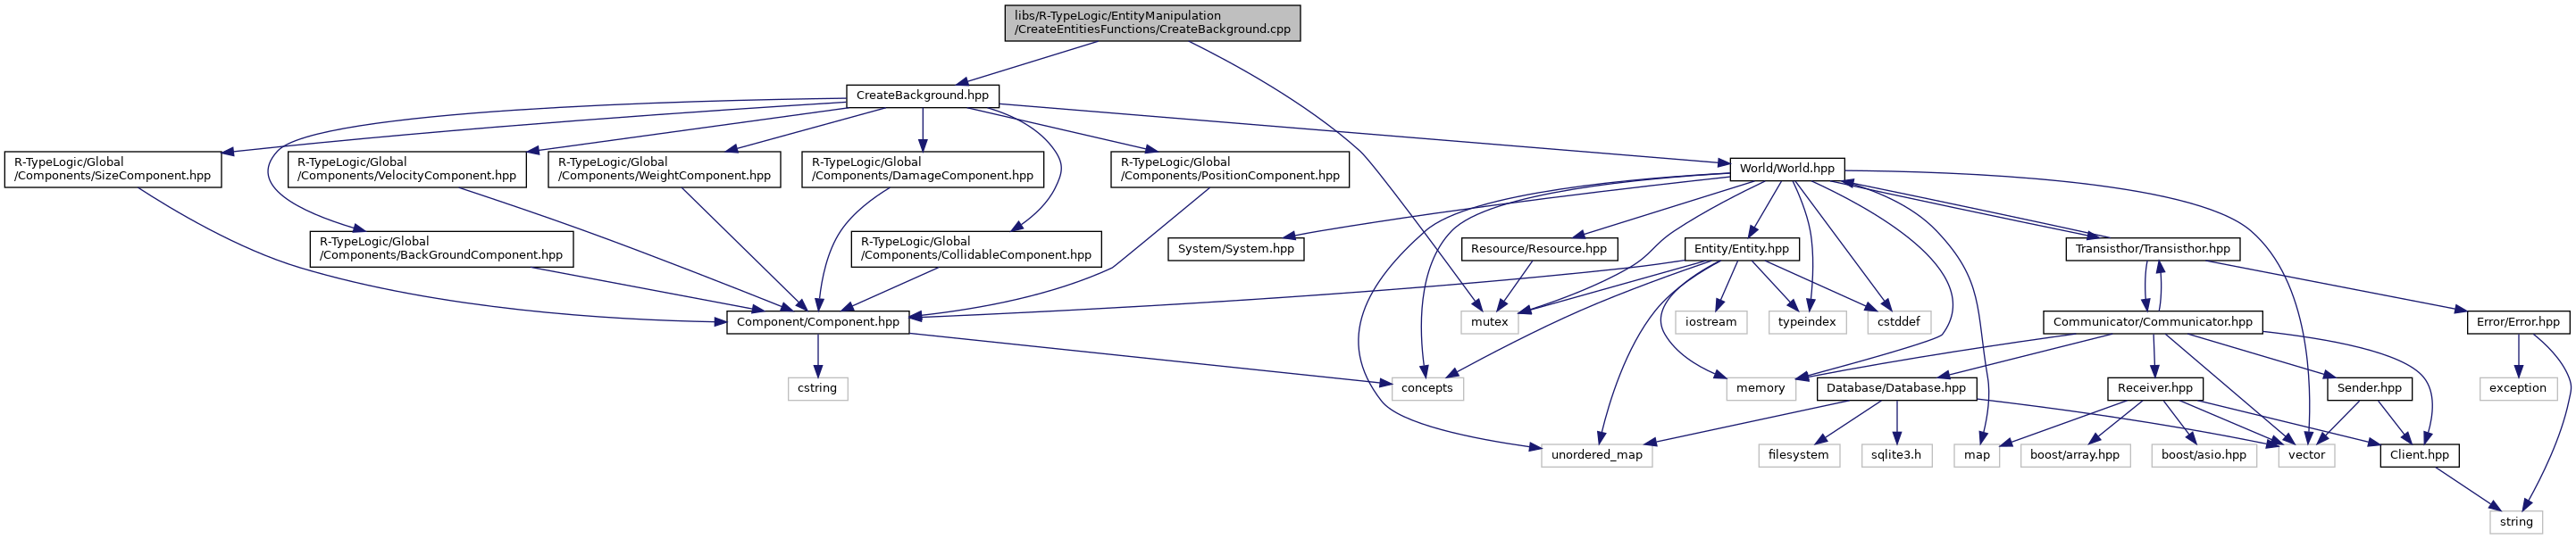 libs/R-TypeLogic/EntityManipulation
/CreateEntitiesFunctions/CreateBackground.cpp
CreateBackground.hpp
R-TypeLogic/Global
/Components/SizeComponent.hpp
R-TypeLogic/Global
/Components/VelocityComponent.hpp
R-TypeLogic/Global
/Components/WeightComponent.hpp
R-TypeLogic/Global
/Components/DamageComponent.hpp
R-TypeLogic/Global
/Components/PositionComponent.hpp
World/World.hpp
R-TypeLogic/Global
/Components/BackGroundComponent.hpp
R-TypeLogic/Global
/Components/CollidableComponent.hpp
System/System.hpp
Resource/Resource.hpp
Entity/Entity.hpp
Transisthor/Transisthor.hpp
Component/Component.hpp
mutex
iostream
typeindex
cstddef
Communicator/Communicator.hpp
Error/Error.hpp
cstring
concepts
memory
Database/Database.hpp
Receiver.hpp
Sender.hpp
exception
unordered_map
filesystem
sqlite3.h
map
boost/array.hpp
boost/asio.hpp
vector
Client.hpp
string